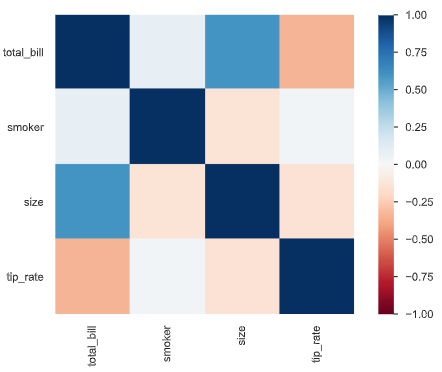 total_bill
smoker
size
tip_rate
total_bill
smoker
size
tip_rate
1.00
0.75
0.50
0.25
0.00
−0.25
−0.50
−0.75
−1.00